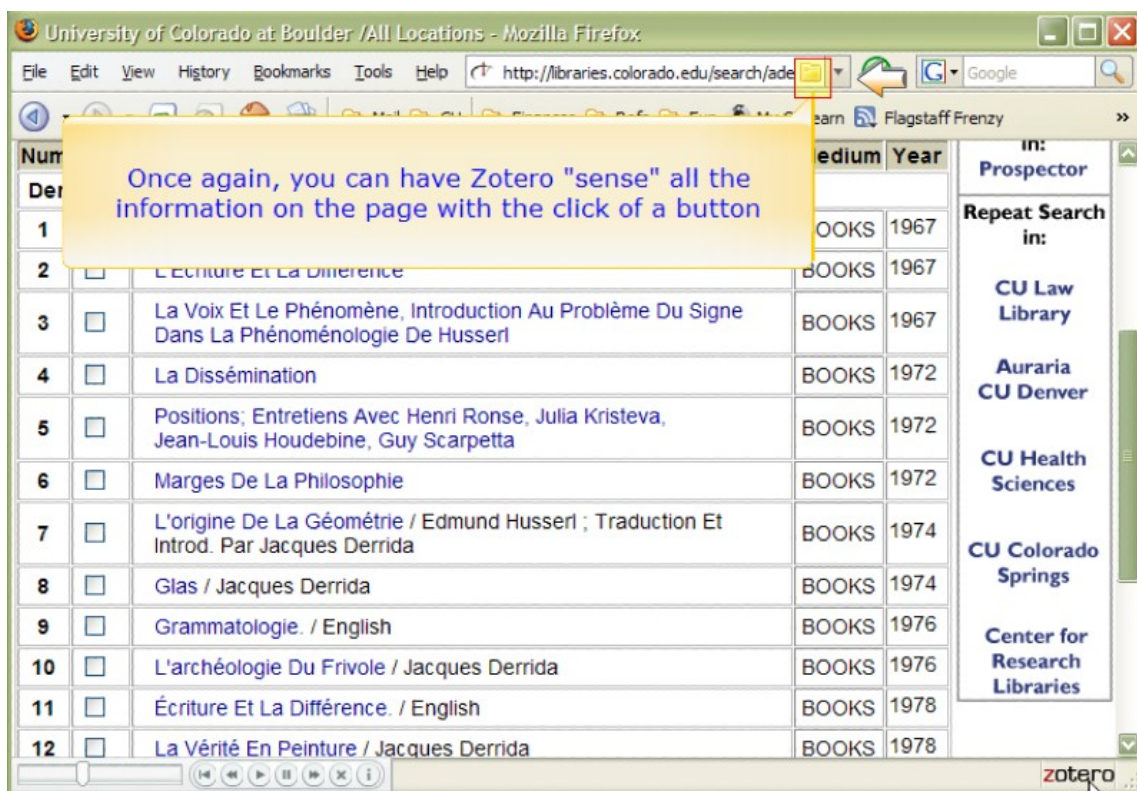 University of Colorado at Boulder /All Locations - Mozilla Firefox
File Edit View History Bookmarks Tools Help http://libraries.colorado.edu/search/ade Google
Flagstaff Frenzy »
Once again, you can have Zotero "sense" all the
information on the page with the click of a button
Year
in:
Prospector
1 BOOKS 1967
2 L'Ecriture Et La Différence BOOKS 1967
3 La Voix Et Le Phénomène, Introduction Au Problème Du Signe
Dans La Phénoménologie De Husserl BOOKS 1967
4 La Dissémination BOOKS 1972
5 Positions; Entretiens Avec Henri Ronse, Julia Kristeva,
Jean-Louis Houdebine, Guy Scarpetta BOOKS 1972
6 Marges De La Philosophie BOOKS 1972
7 L'origine De La Géométrie / Edmund Husserl ; Traduction Et
Introd. Par Jacques Derrida BOOKS 1974
8 Glas / Jacques Derrida BOOKS 1974
9 Grammatologie. / English BOOKS 1976
10 L'archéologie Du Frivole / Jacques Derrida BOOKS 1976
11 Écriture Et La Différence. / English BOOKS 1978
12 La Vérité En Peinture / Jacques Derrida BOOKS 1978
Repeat Search
in:
CU Law
Library
Auraria
CU Denver
CU Health
Sciences
CU Colorado
Springs
Center for
Research
Libraries
zotero